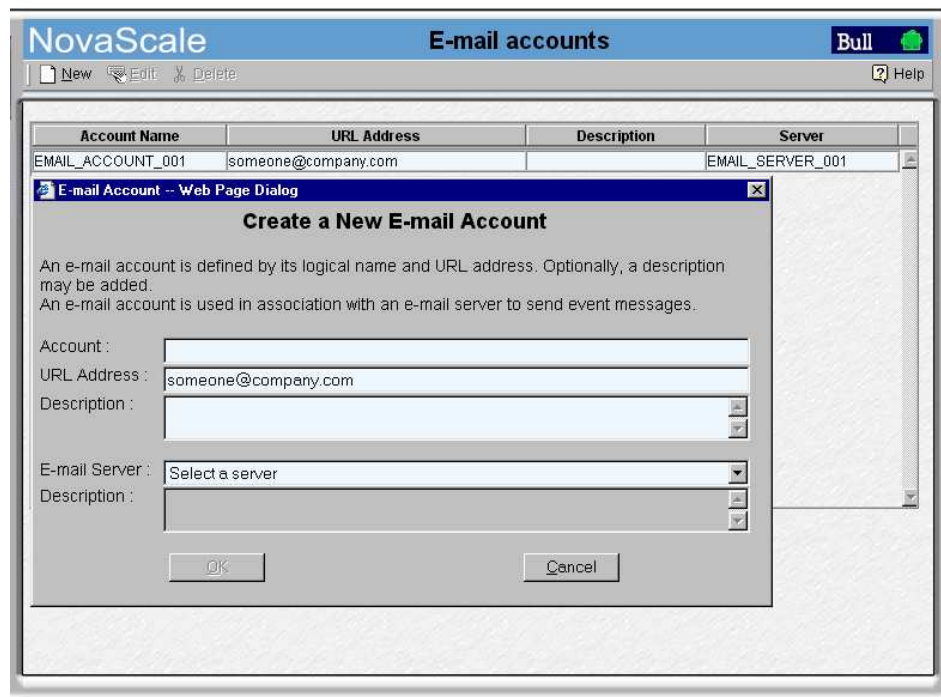 NovaScale E-mail accounts Bull
New Edit Delete Help
Account Name URL Address Description Server
EMAIL_ACCOUNT_001 someone@company.com EMAIL_SERVER_001
E-mail Account -- Web Page Dialog
Create a New E-mail Account
An e-mail account is defined by its logical name and URL address. Optionally, a description
may be added.
An e-mail account is used in association with an e-mail server to send event messages.
Account :
URL Address : someone@company.com
Description :
E-mail Server : Select a server
Description :
OK Cancel